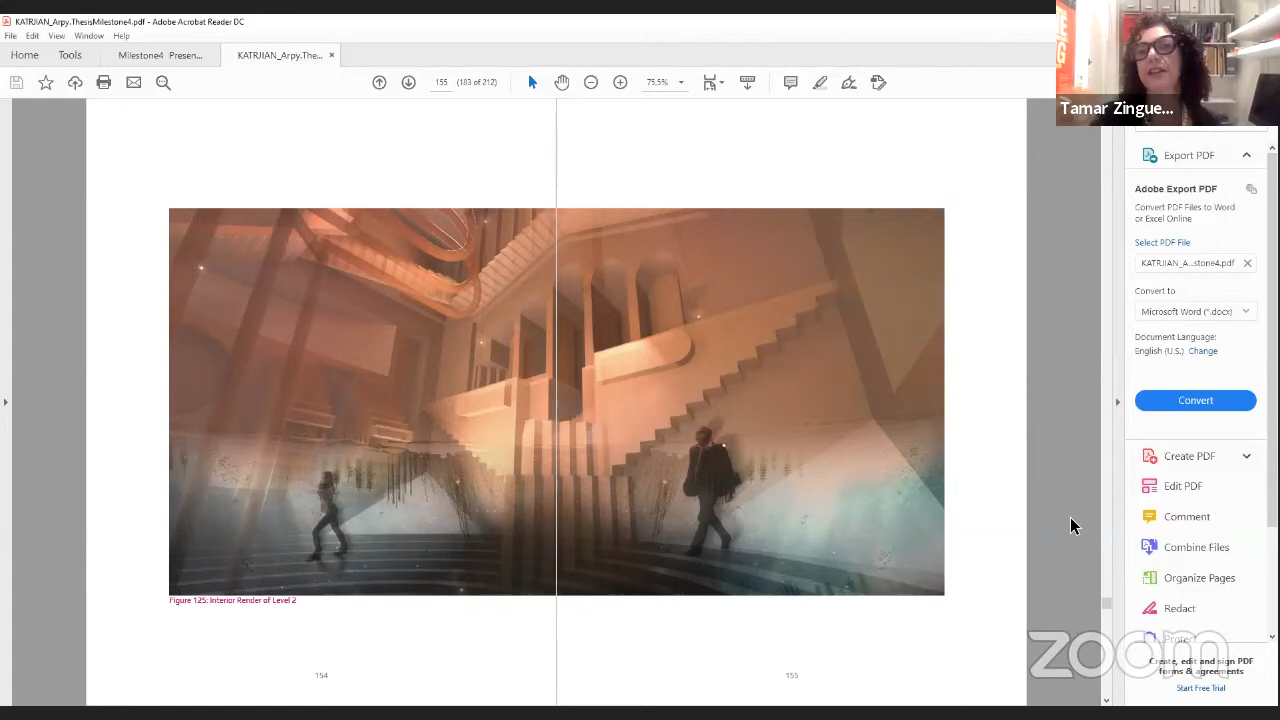 KATRJIAN_Arpy.ThesisMilestone4.pdf - Adobe Acrobat Reader DC
File Edit View Window Help
Home Tools Milestone4 Presen... KATRJIAN_Arpy.The... ×
155 (183 of 212) 75.5%
Tamar Zingue...
Export PDF
Adobe Export PDF
Convert PDF Files to Word
or Excel Online
Select PDF File
KATRJIAN_A...stone4.pdf
Convert to
Microsoft Word (*.docx)
Document Language:
English (U.S.) Change
Convert
Create PDF
Edit PDF
Comment
Combine Files
Organize Pages
Redact
Protect
zoom
Create, edit and sign PDF
forms & agreements
Start Free Trial
Figure 125: Interior Render of Level 2
154 155